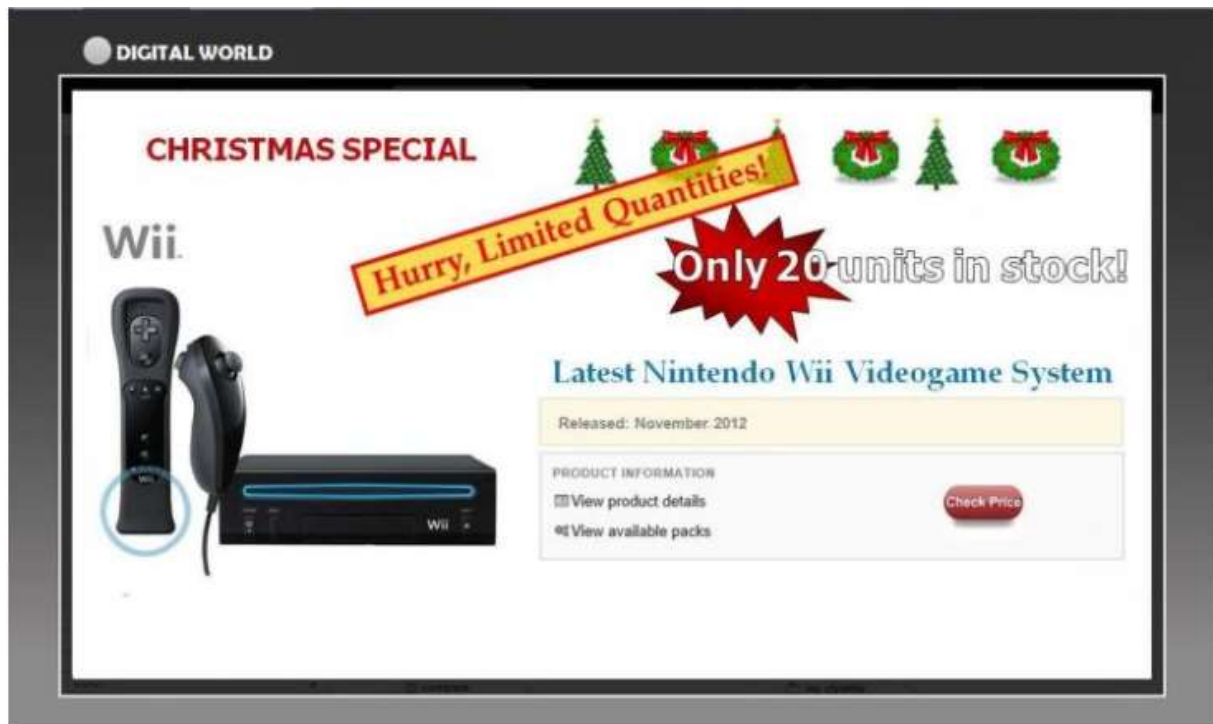 DIGITAL WORLD
CHRISTMAS SPECIAL
Hurry, Limited Quantities!
Wii
Only 20 units in stock!
Latest Nintendo Wii Videogame System
Released: November 2012
PRODUCT INFORMATION
View product details
Check Price
View available packs
Wii
Wii